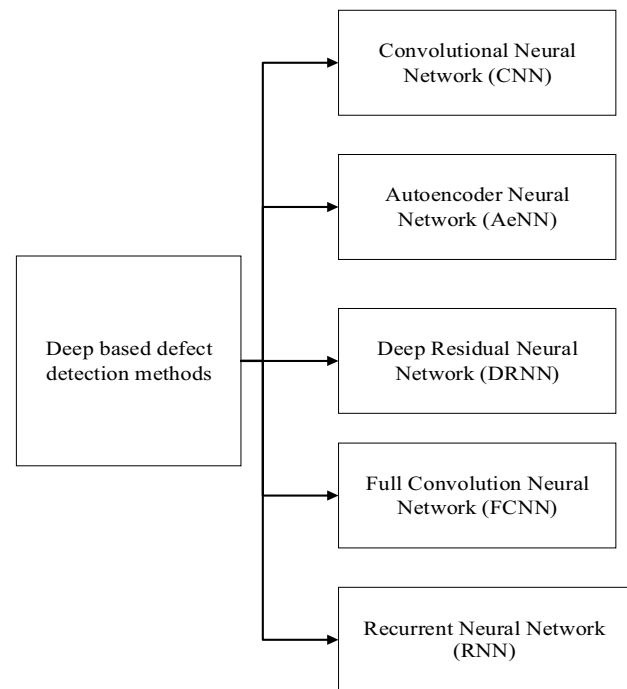 Convolutional Neural
Network (CNN)
Autoencoder Neural
Network (AeNN)
Deep based defect
detection methods
Deep Residual Neural
Network (DRNN)
Full Convolution Neural
Network (FCNN)
Recurrent Neural Network
(RNN)